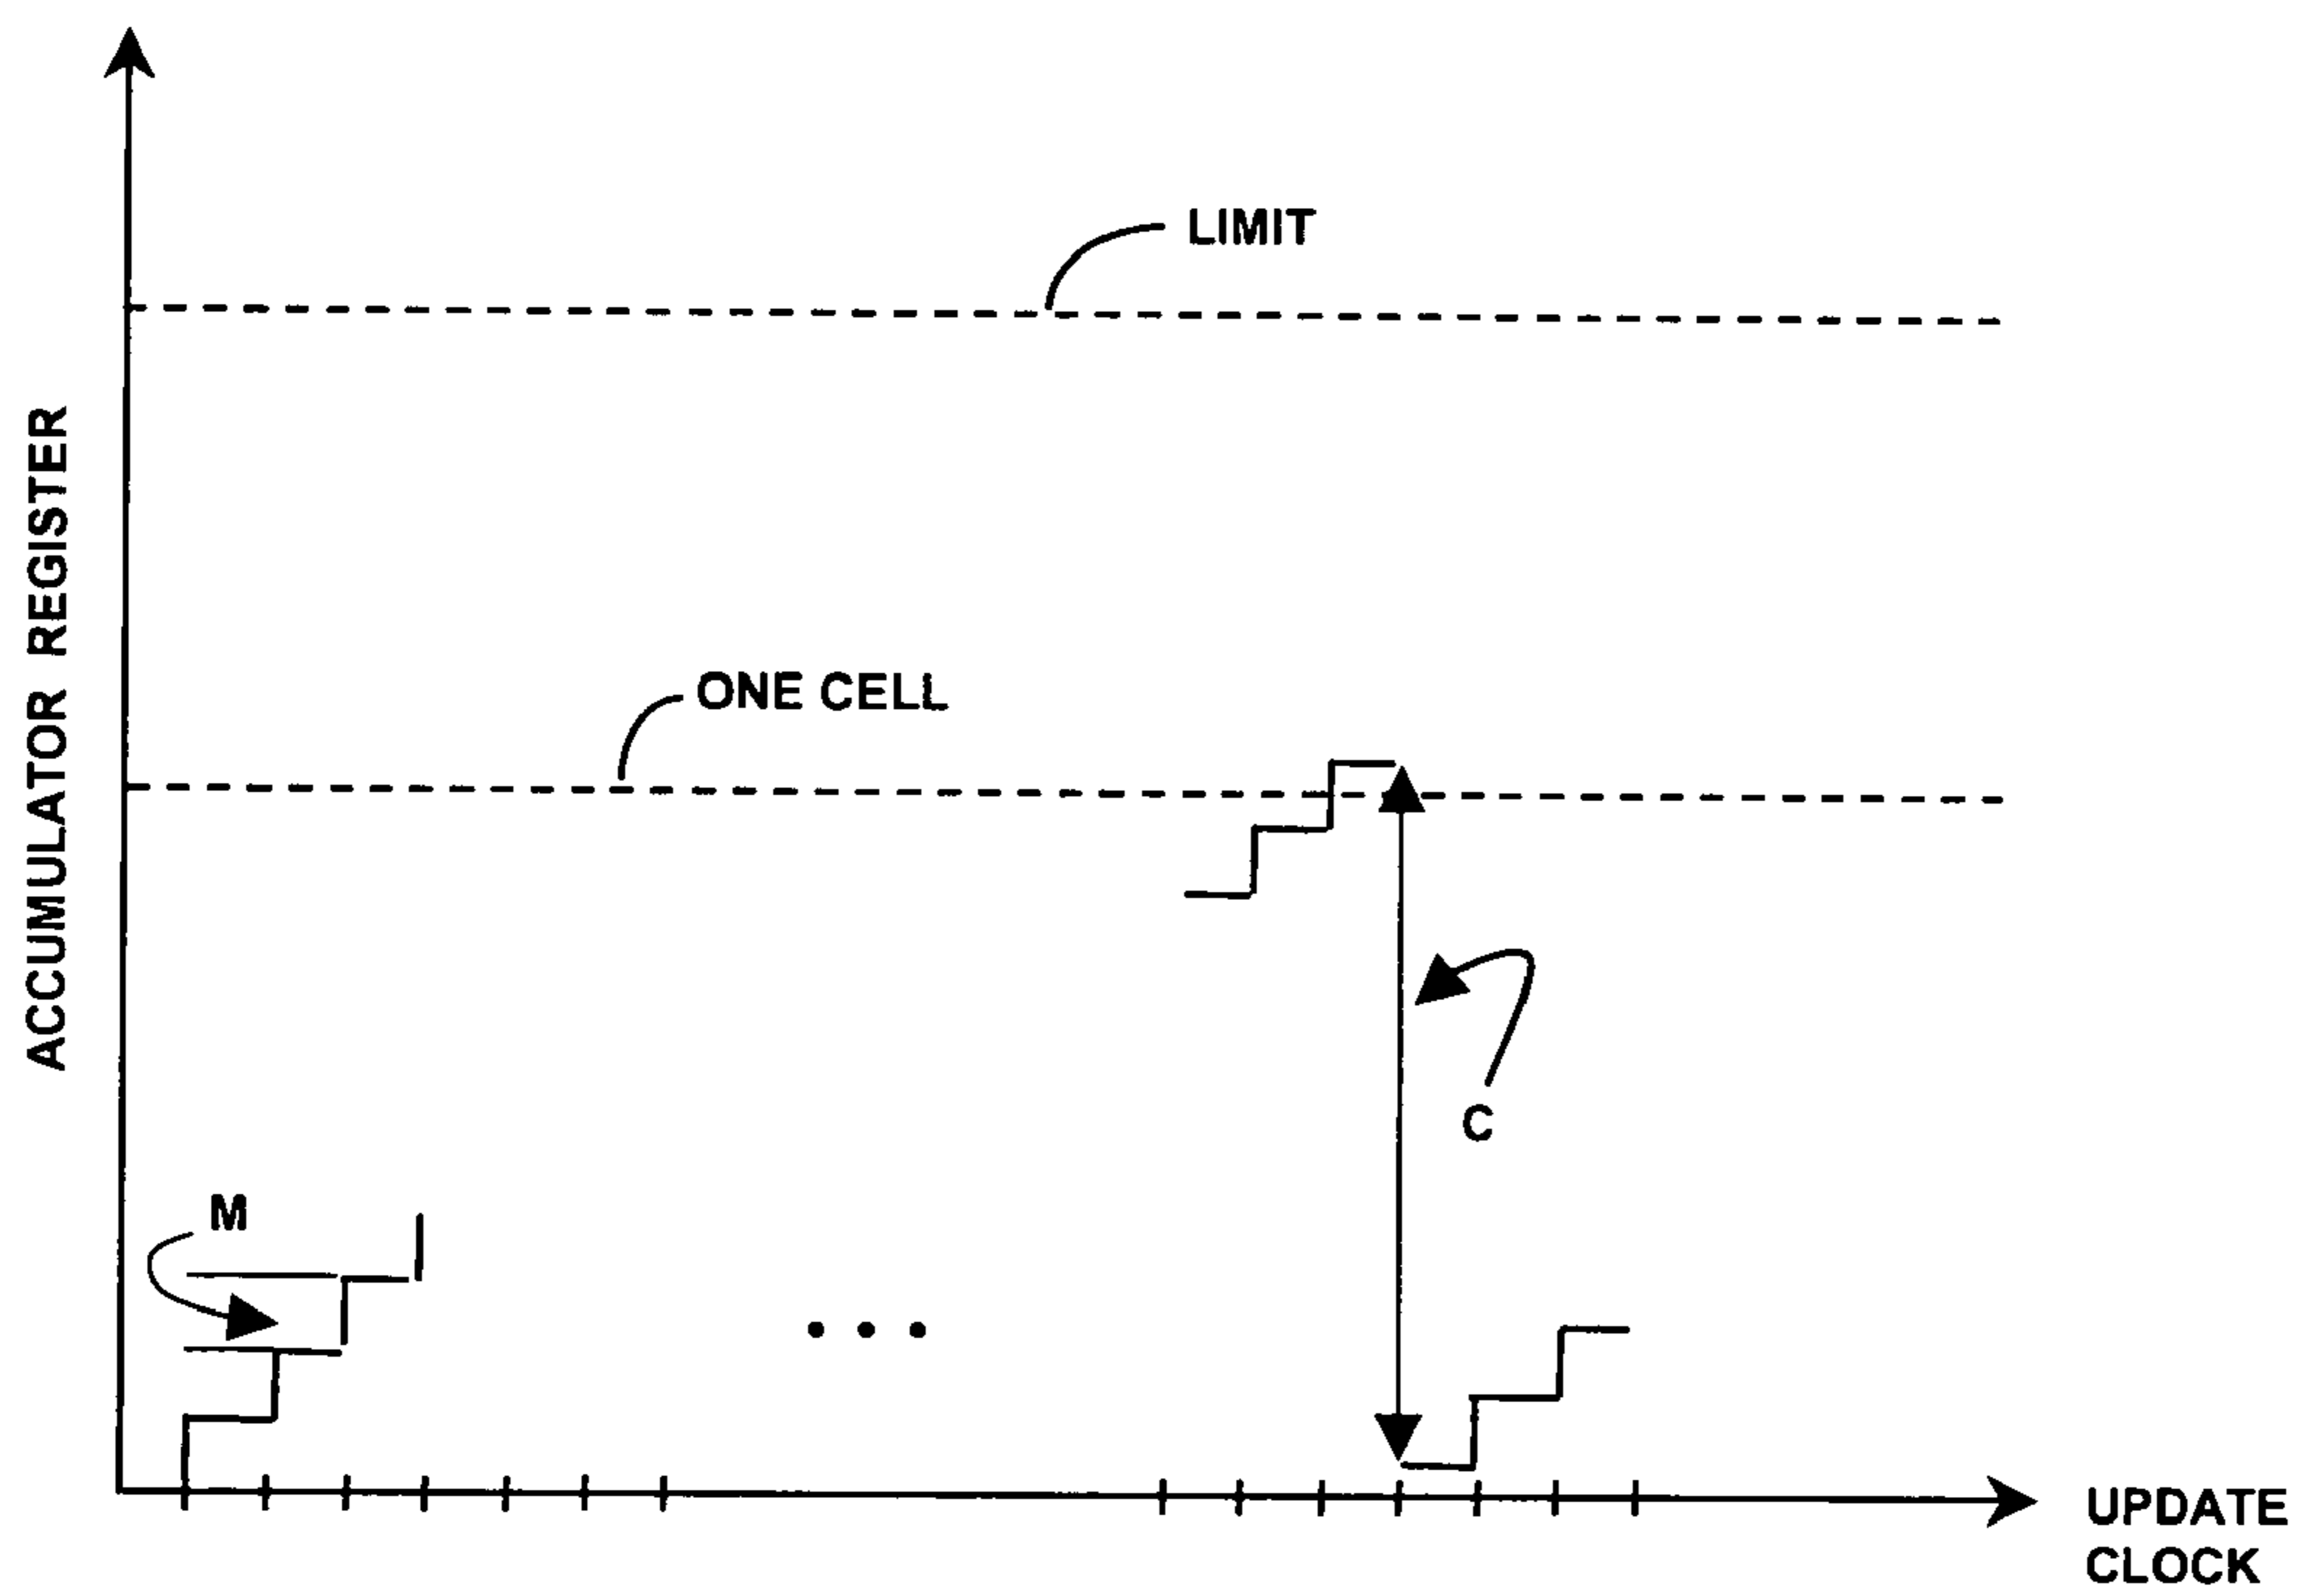 LIMIT
ACCUMULATOR REGISTER
ONE CELL
C
M
UPDATE
CLOCK